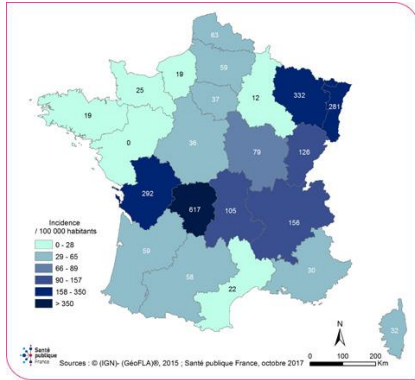 63
59
19
25
12
332
281
19
37
0
36
79
126
292
617
105
156
59
58
22
30
32
Incidence
/ 100 000 habitants
0 - 28
29 - 65
66 - 89
90 - 157
158 - 350
> 350
N
0 100 200
Km
Santé
publique
France
Sources : © (IGN)- (GéoFLA)®, 2015 ; Santé publique France, octobre 2017